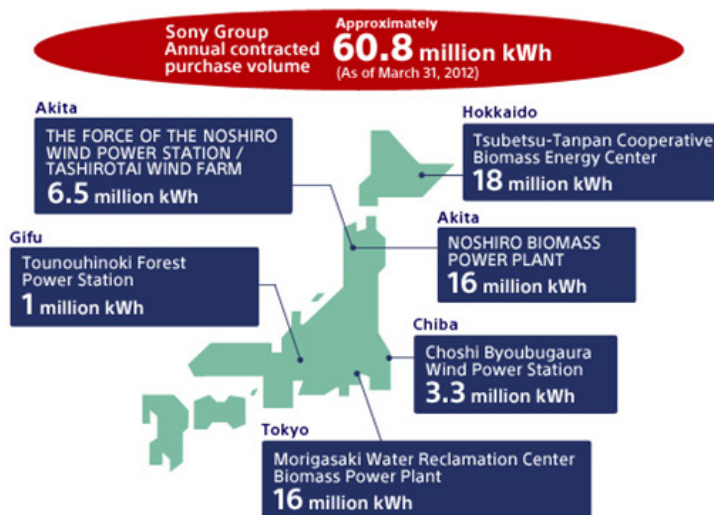 Sony Group
Annual contracted
purchase volume
Approximately
60.8 million kWh
(As of March 31, 2012)
Akita
THE FORCE OF THE NOSHIRO
WIND POWER STATION /
TASHIROTAI WIND FARM
6.5 million kWh
Hokkaido
Tsubetsu-Tanpan Cooperative
Biomass Energy Center
18 million kWh
Gifu
Tounouhinoki Forest
Power Station
1 million kWh
Akita
NOSHIRO BIOMASS
POWER PLANT
16 million kWh
Chiba
Choshi Byoubugaura
Wind Power Station
3.3 million kWh
Tokyo
Morigasaki Water Reclamation Center
Biomass Power Plant
16 million kWh